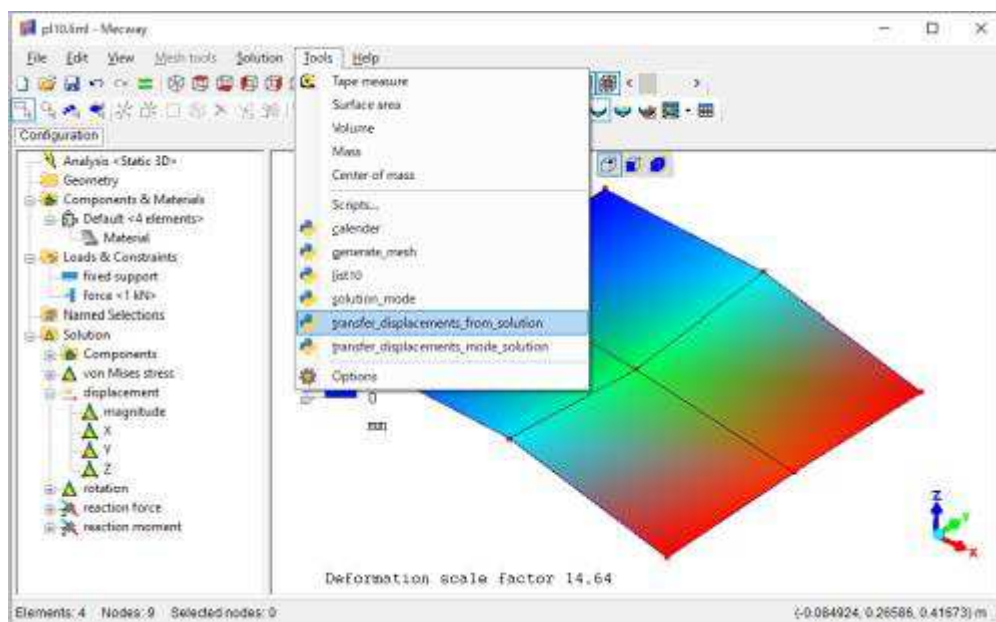 pl10.liml - Mecway
File Edit View Mesh tools Solution Tools Help
Configuration
Analysis <Static 3D>
Geometry
Components & Materials
Default <4 elements>
Material
Loads & Constraints
fixed support
force <1 kN>
Named Selections
Solution
Components
von Mises stress
displacement
magnitude
X
Y
Z
rotation
reaction force
reaction moment
Tape measure
Surface area
Volume
Mass
Center of mass
Scripts...
calender
generate_mesh
list10
solution_mode
transfer_displacements_from_solution
transfer_displacements_mode_solution
Options
0
mm
Z
Y
X
Deformation scale factor 14.64
Elements: 4 Nodes: 9 Selected nodes: 0
(-0.084924, 0.26586, 0.41673) m